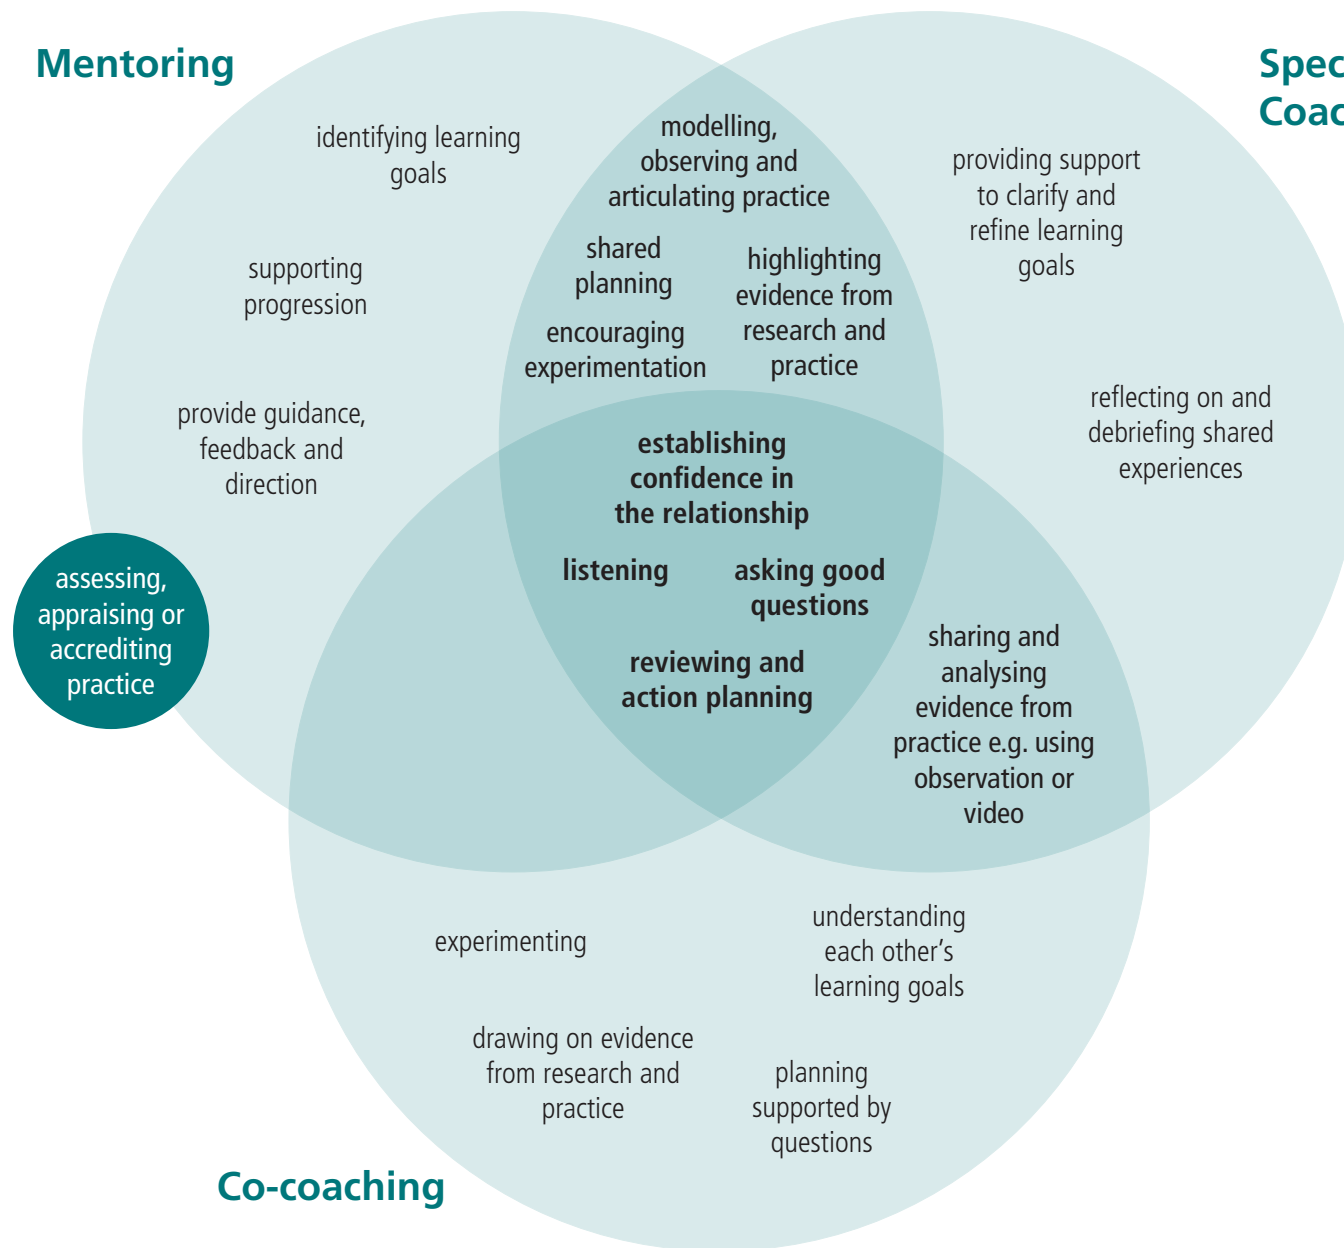 Mentoring
Spec
Coac
identifying learning
goals
supporting
progression
provide guidance,
feedback and
direction
assessing,
appraising or
accrediting
practice
modelling,
observing and
articulating practice
shared
planning
highlighting
evidence from
research and
practice
encouraging
experimentation
providing support
to clarify and
refine learning
goals
reflecting on and
debriefing shared
experiences
establishing
confidence in
the relationship
listening
asking good
questions
reviewing and
action planning
sharing and
analysing
evidence from
practice e.g. using
observation or
video
experimenting
understanding
each other’s
learning goals
drawing on evidence
from research and
practice
planning
supported by
questions
Co-coaching